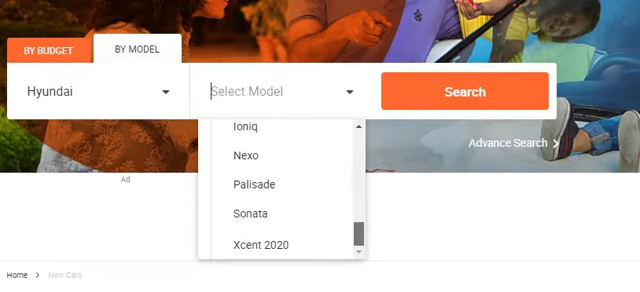 BY BUDGET
BY MODEL
Hyundai
Select Model
Search
Ioniq
Nexo
Palisade
Sonata
Xcent 2020
Advance Search
Ad
Home > New Cars